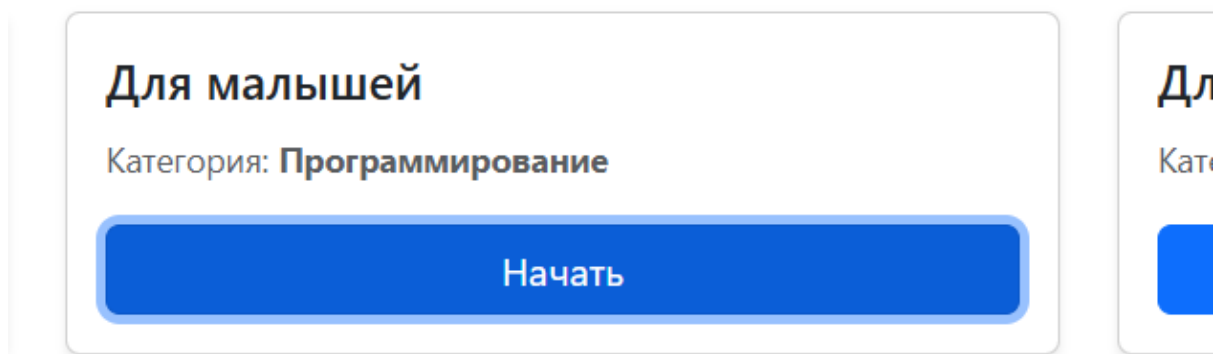 Для малышей
Категория: Программирование
Начать